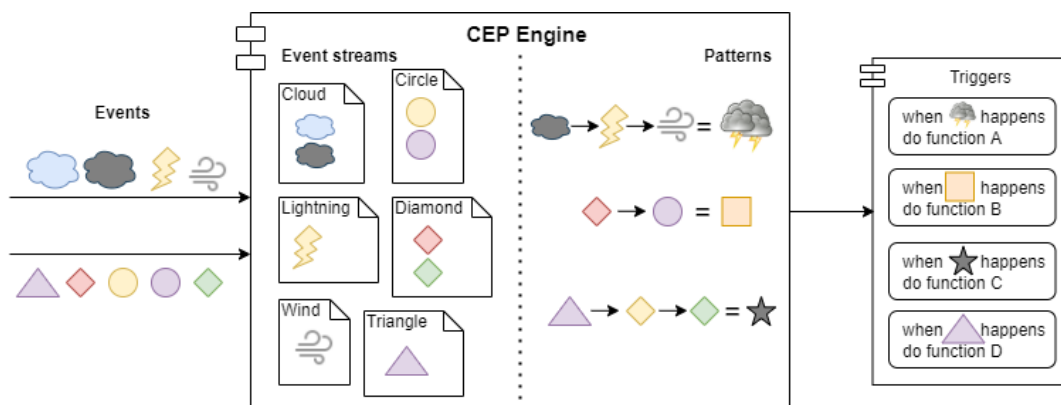 CEP Engine
Event streams
Patterns
Events
Cloud
Circle
Lightning
Diamond
Wind
Triangle
Triggers
when happens
do function A
when happens
do function B
when happens
do function C
when happens
do function D